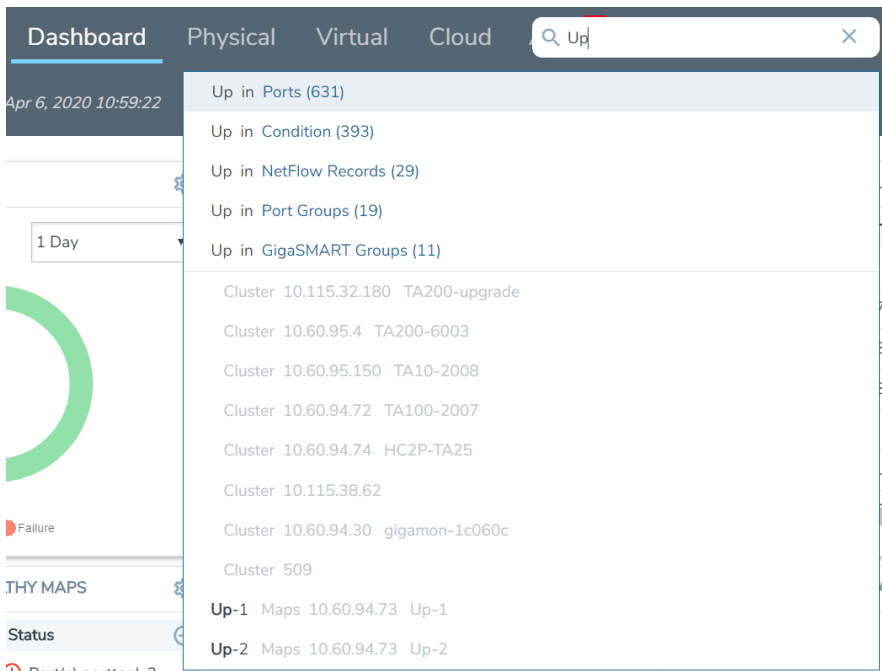 Dashboard Physical Virtual Cloud
Up
Apr 6, 2020 10:59:22
Up in Ports (631)
Up in Condition (393)
Up in NetFlow Records (29)
Up in Port Groups (19)
1 Day
Up in GigaSMART Groups (11)
Cluster 10.115.32.180 TA200-upgrade
Cluster 10.60.95.4 TA200-6003
Cluster 10.60.95.150 TA10-2008
Cluster 10.60.94.72 TA100-2007
Cluster 10.60.94.74 HC2P-TA25
Cluster 10.115.38.62
Failure
Cluster 10.60.94.30 gigamon-1c060c
Cluster 509
THY MAPS
Up-1 Maps 10.60.94.73 Up-1
Status
Up-2 Maps 10.60.94.73 Up-2